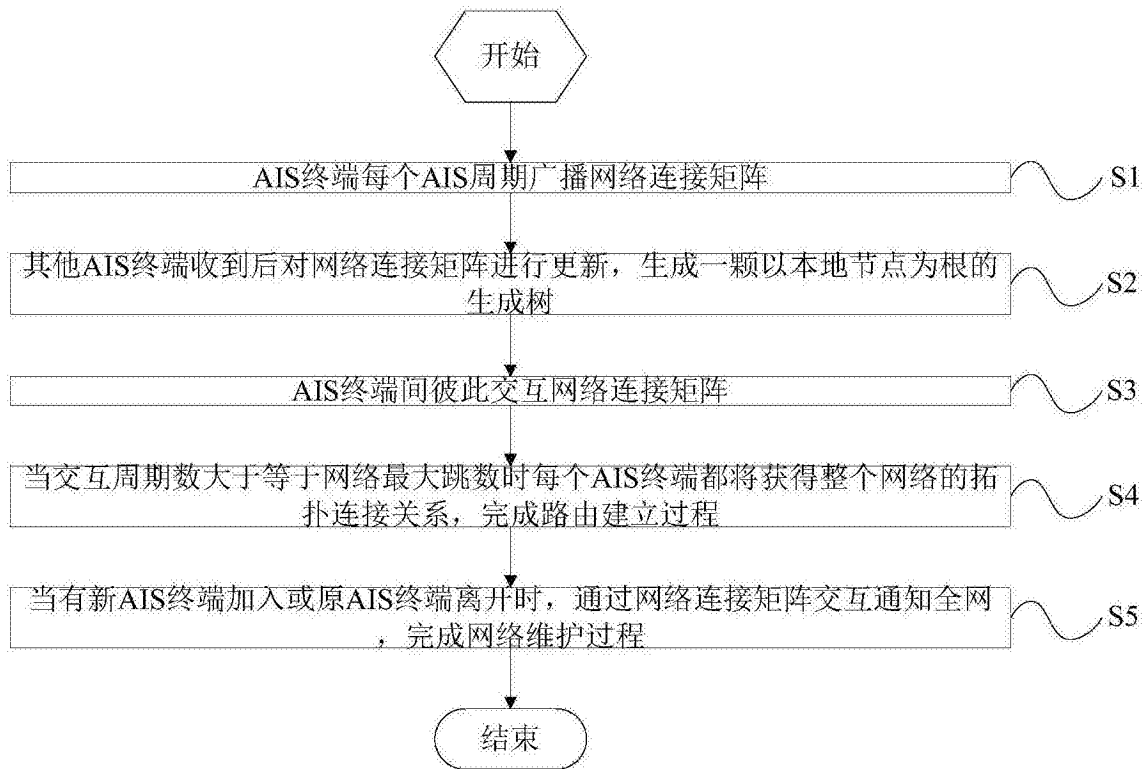 开始
AIS终端每个AIS周期广播网络连接矩阵
S1
其他AIS终端收到后对网络连接矩阵进行更新，生成一颗以本地节点为根的
生成树
S2
AIS终端间彼此交互网络连接矩阵
S3
当交互周期数大于等于网络最大跳数时每个AIS终端都将获得整个网络的拓
扑连接关系，完成路由建立过程
S4
当有新AIS终端加入或原AIS终端离开时，通过网络连接矩阵交互通知全网
，完成网络维护过程
S5
结束